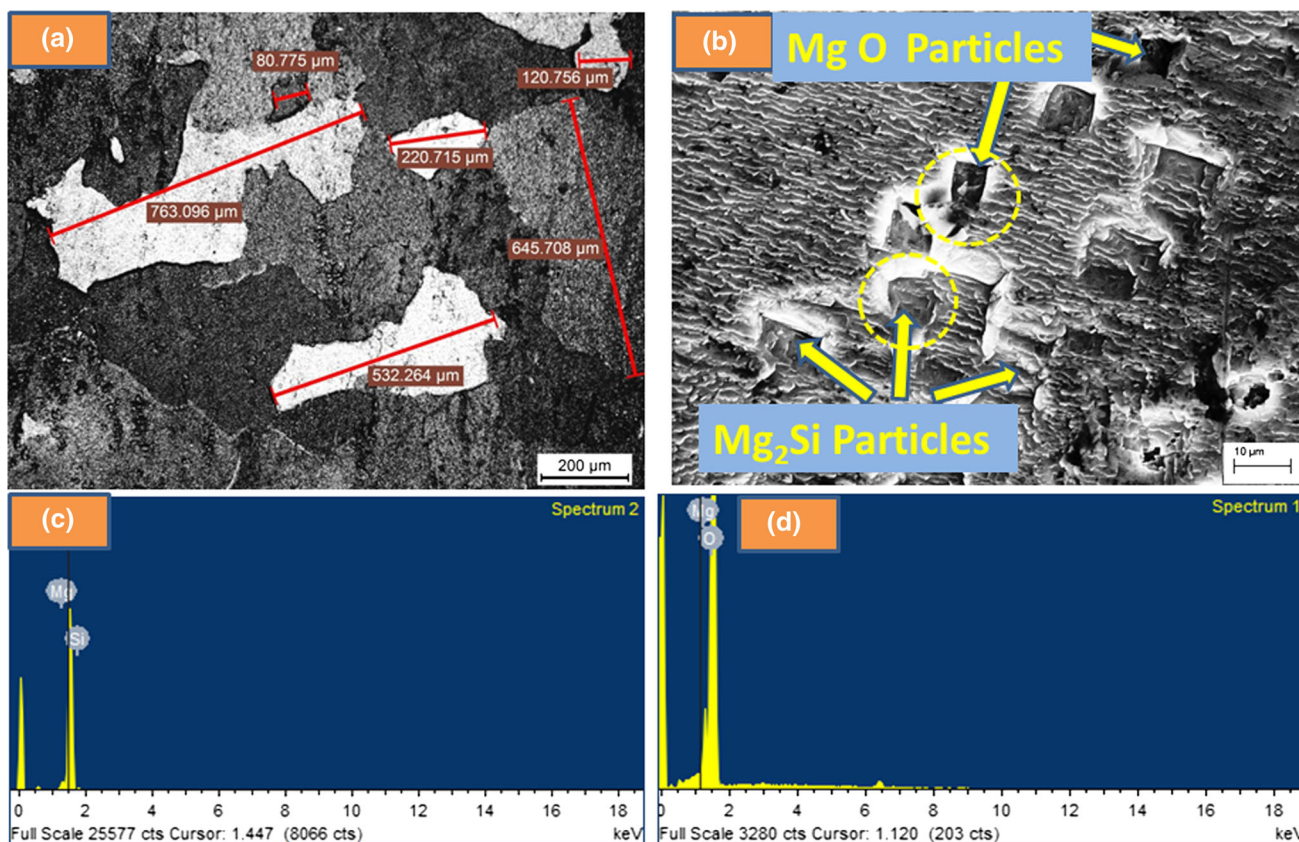 (a)
80.775 µm
120.756 µm
220.715 µm
763.096 µm
645.708 µm
532.264 µm
200 µm
(b)
Mg O Particles
Mg₂Si Particles
10 µm
(c)
Spectrum 2
Mg
Si
0 2 4 6 8 10 12 14 16 18
Full Scale 25577 cts Cursor: 1.447 (8066 cts) keV
(d)
Spectrum 1
Mg
O
0 2 4 6 8 10 12 14 16 18
Full Scale 3280 cts Cursor: 1.120 (203 cts) keV